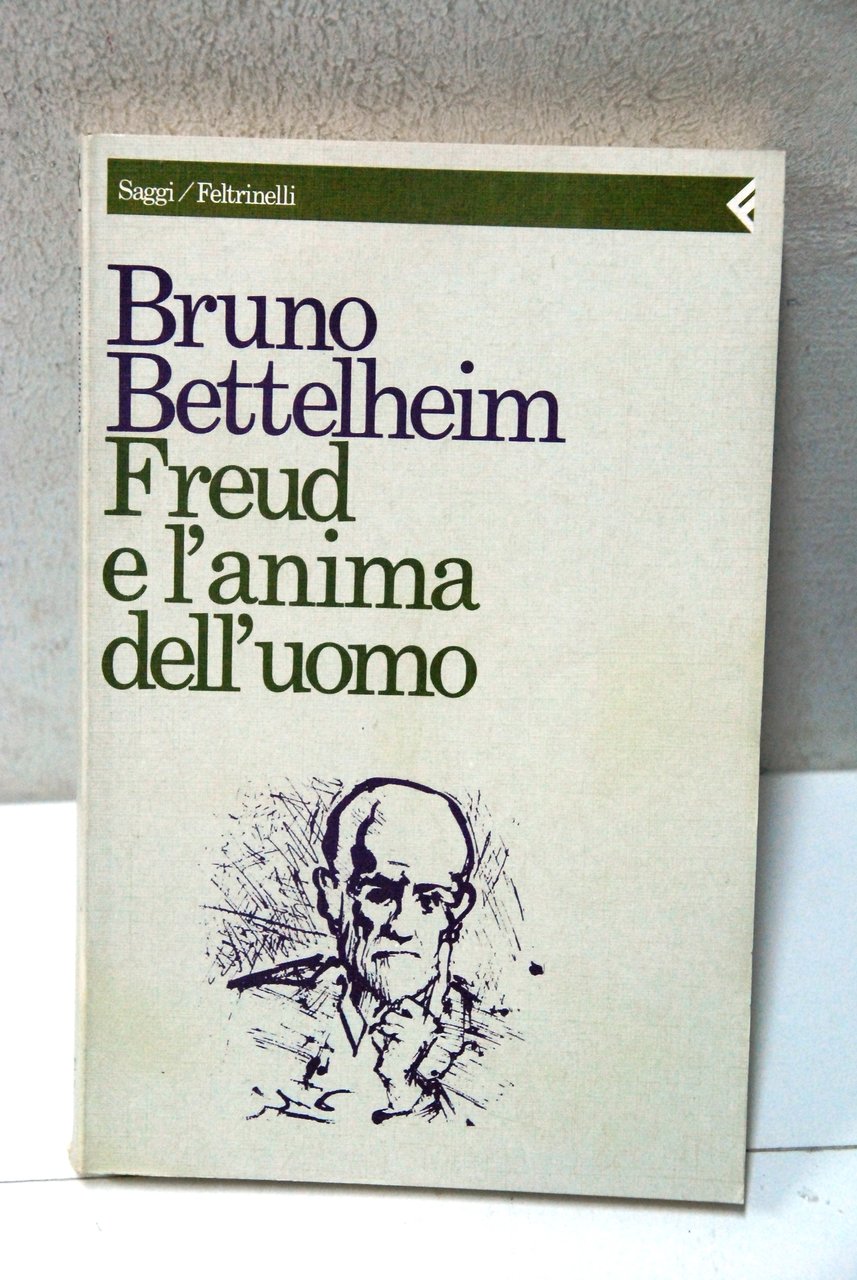 Saggi/Feltrinelli
Bruno
Bettelheim
Freud
e l'anima
dell'uomo